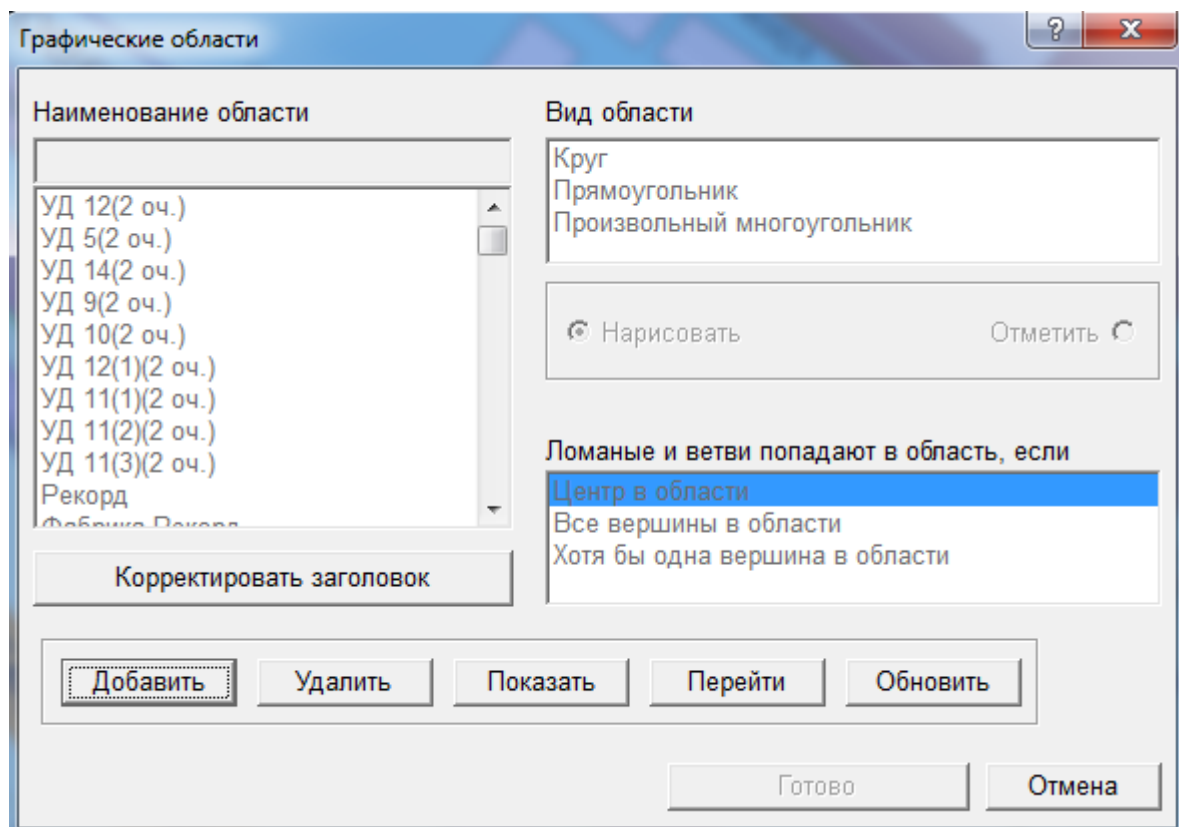 Графические области
Наименование области
УД 12(2 оч.)
УД 5(2 оч.)
УД 14(2 оч.)
УД 9(2 оч.)
УД 10(2 оч.)
УД 12(1)(2 оч.)
УД 11(1)(2 оч.)
УД 11(2)(2 оч.)
УД 11(3)(2 оч.)
Рекорд
Фабрика Рекорд
Корректировать заголовок
Вид области
Круг
Прямоугольник
Произвольный многоугольник
Нарисовать Отметить
Ломаные и ветви попадают в область, если
Центр в области
Все вершины в области
Хотя бы одна вершина в области
Добавить Удалить Показать Перейти Обновить
Готово Отмена